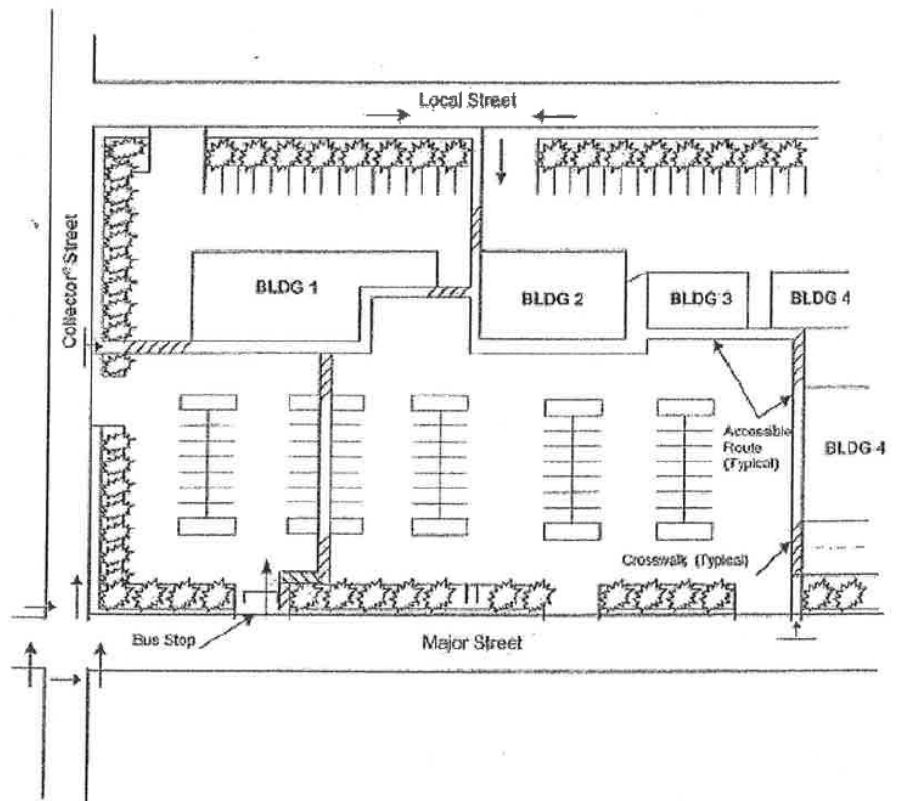 Local Street
Collector Street
BLDG 1
BLDG 2
BLDG 3
BLDG 4
Accessible
Route
(Typical)
BLDG 4
Crosswalk (Typical)
Bus Stop
Major Street